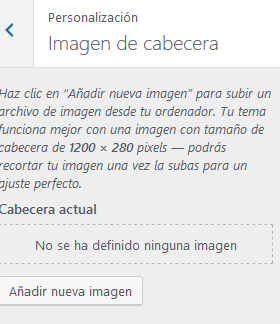 Personalización
Imagen de cabecera
Haz clic en “Añadir nueva imagen” para subir un
archivo de imagen desde tu ordenador. Tu tema
funciona mejor con una imagen con tamaño de
cabecera de 1200 × 280 pixels — podrás
recortar tu imagen una vez la subas para un
ajuste perfecto.
Cabecera actual
No se ha definido ninguna imagen
Añadir nueva imagen